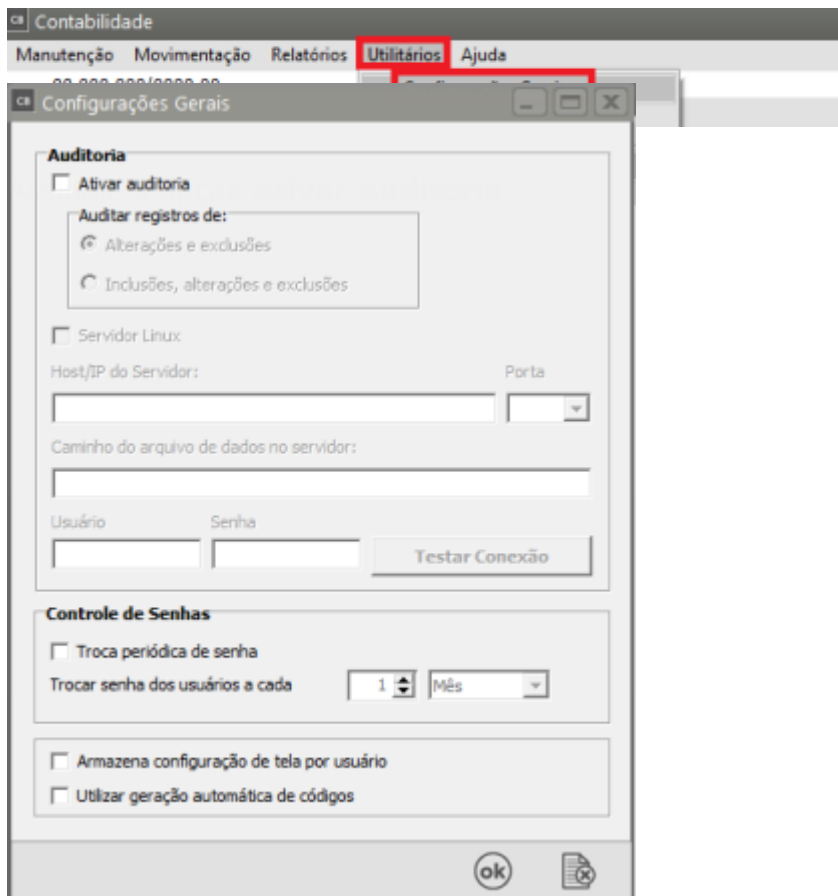 CB Contabilidade
Manutenção Movimentação Relatórios Utilitários Ajuda
CB Configurações Gerais
Auditoria
Ativar auditoria
Auditar registros de:
Alterações e exclusões
Inclusões, alterações e exclusões
Servidor Linux
Host/IP do Servidor: Porta
Caminho do arquivo de dados no servidor:
Usuário Senha
Testar Conexão
Controle de Senhas
Troca periódica de senha
Trocar senha dos usuários a cada 1 Mês
Armazena configuração de tela por usuário
Utilizar geração automática de códigos
ok